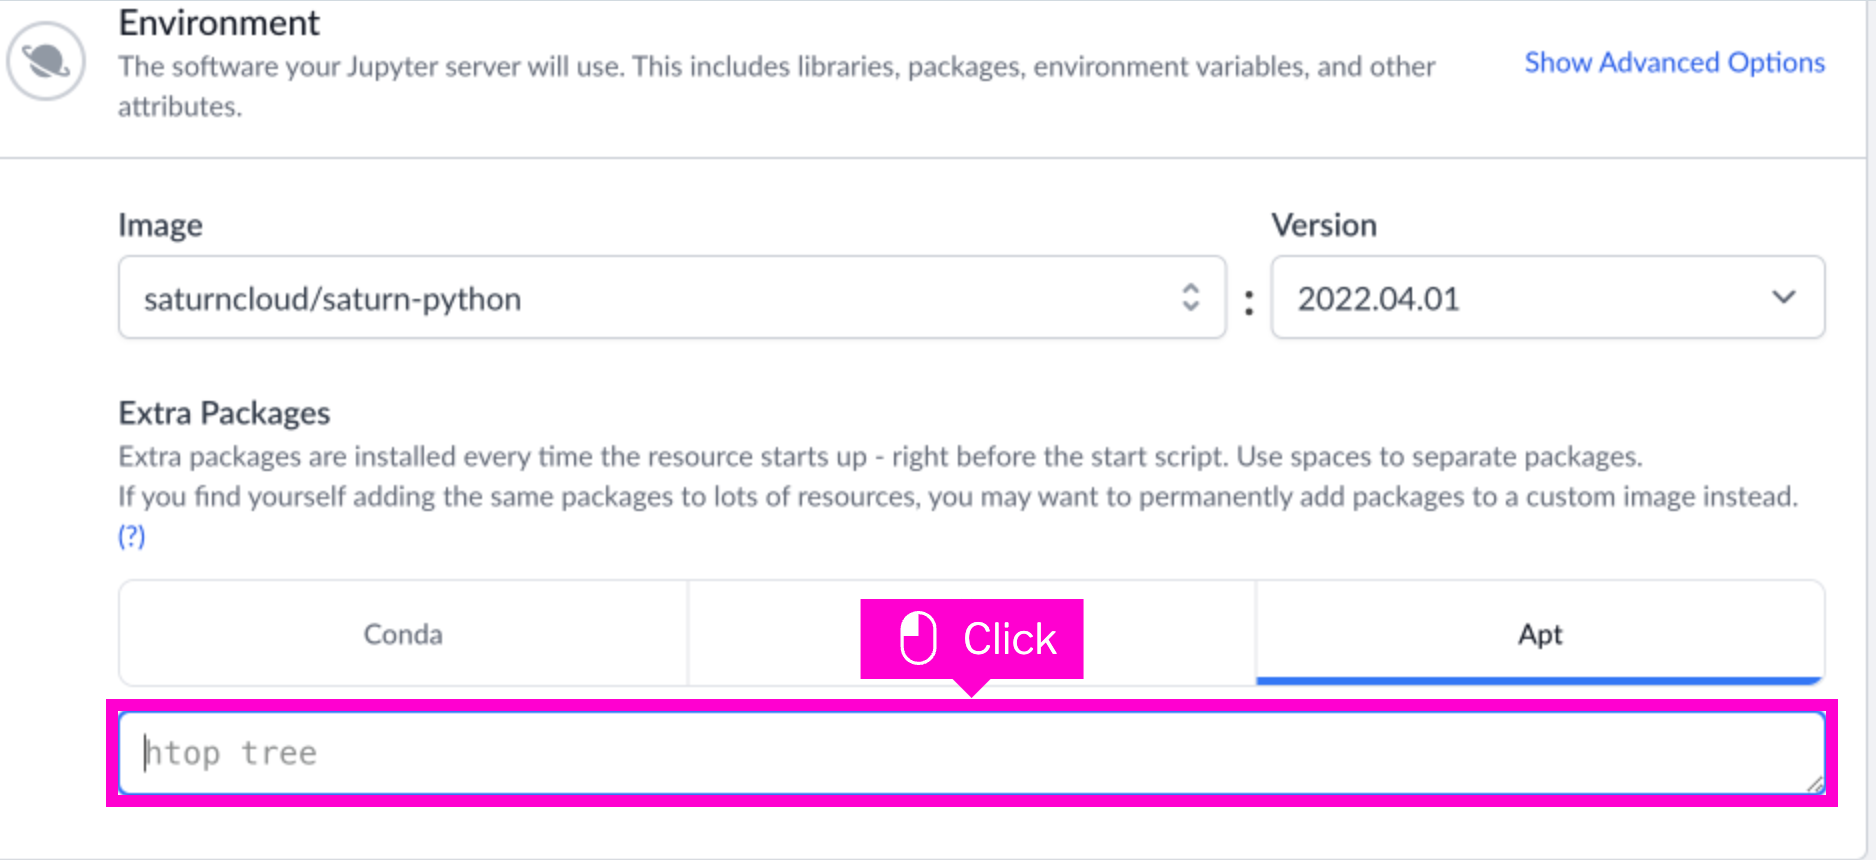 Environment
The software your Jupyter server will use. This includes libraries, packages, environment variables, and other
attributes.
Show Advanced Options
Image
Version
saturncloud/saturn-python
:
2022.04.01
Extra Packages
Extra packages are installed every time the resource starts up - right before the start script. Use spaces to separate packages.
If you find yourself adding the same packages to lots of resources, you may want to permanently add packages to a custom image instead.
(?)
Conda
Click
Apt
htop tree